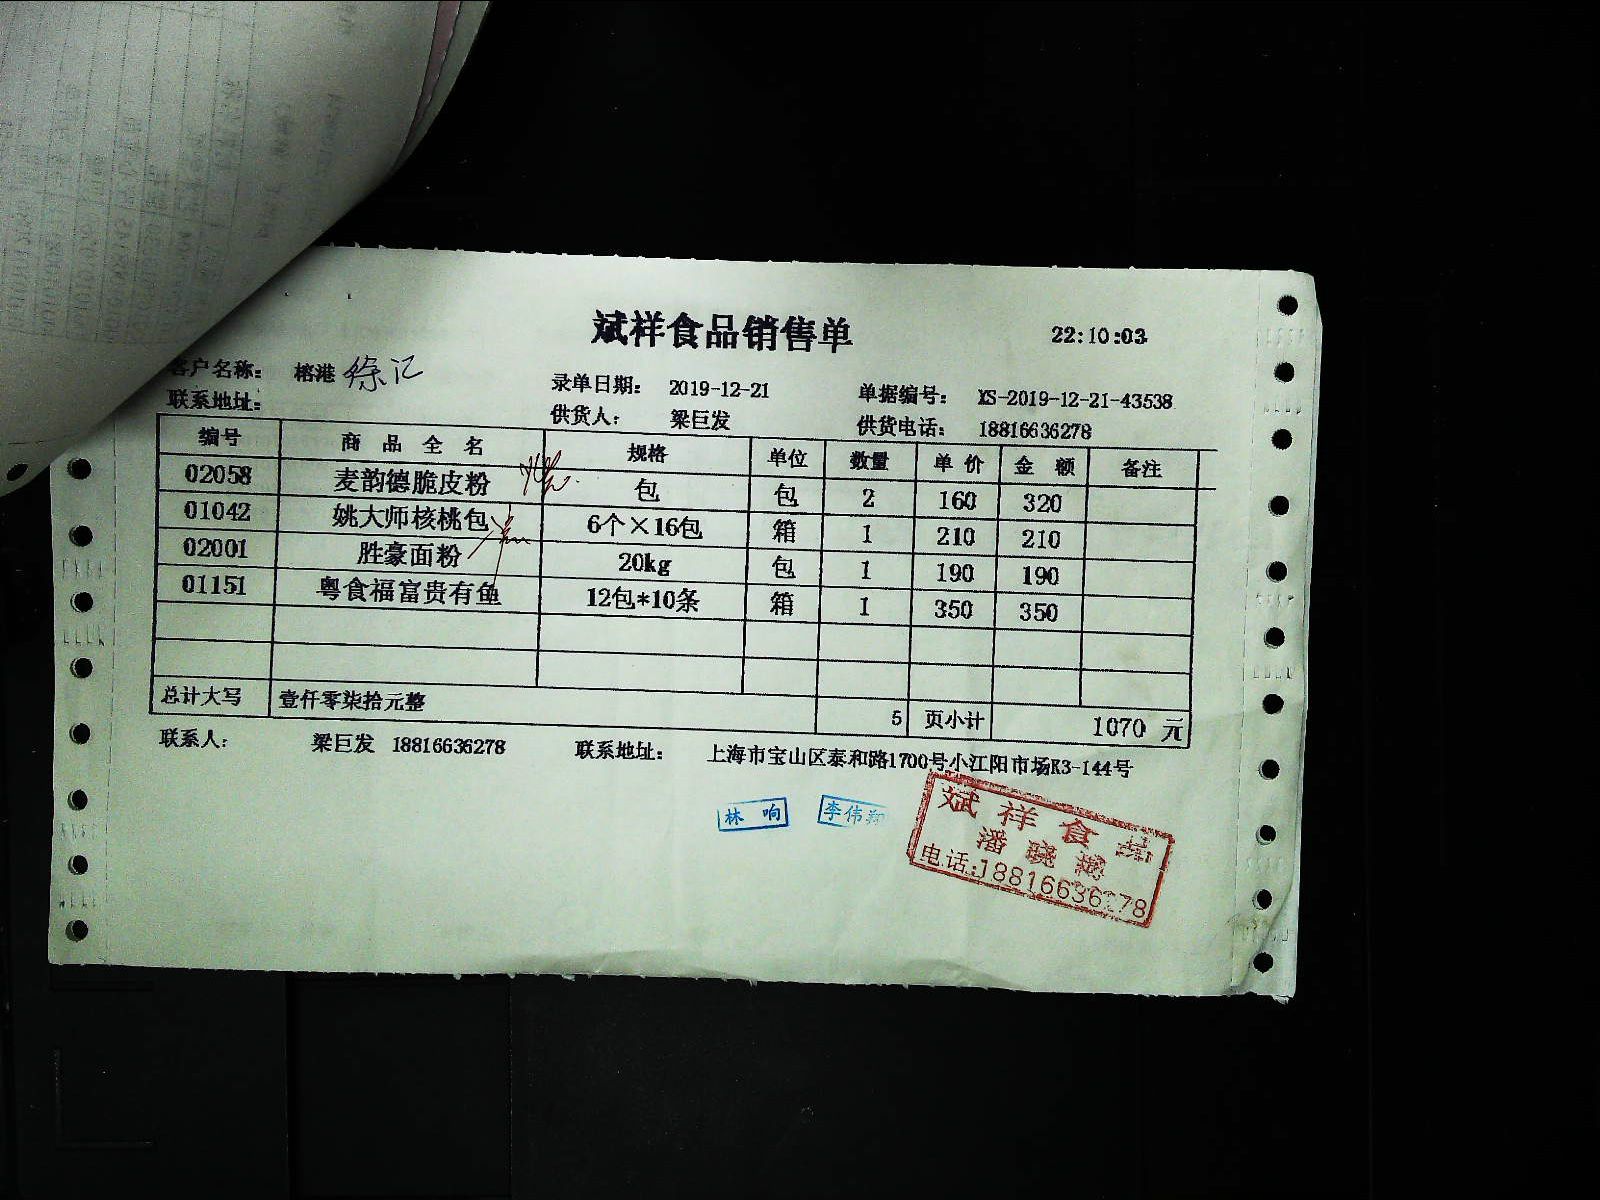 斌祥食品销售单 22:10:03
客户名称： 榕港 徐汇
录单日期： 2019-12-21 单据编号： XS-2019-12-21-43538
联系地址：
供货人： 梁巨发 供货电话： 18816636278
编号 商品全名 规格 单位 数量 单价 金额 备注
02058 麦韵德脆皮粉 包 包 2 160 320
01042 姚大师核桃包 6个×16包 箱 1 210 210
02001 胜豪面粉 20kg 包 1 190 190
01151 粤食福富贵有鱼 12包*10条 箱 1 350 350
总计大写 壹仟零柒拾元整 5 页小计 1070 元
联系人： 梁巨发 18816636278 联系地址： 上海市宝山区泰和路1700号小江阳市场K3-144号
林响 李伟翔
斌祥食品
潘晓
电话:18816636278